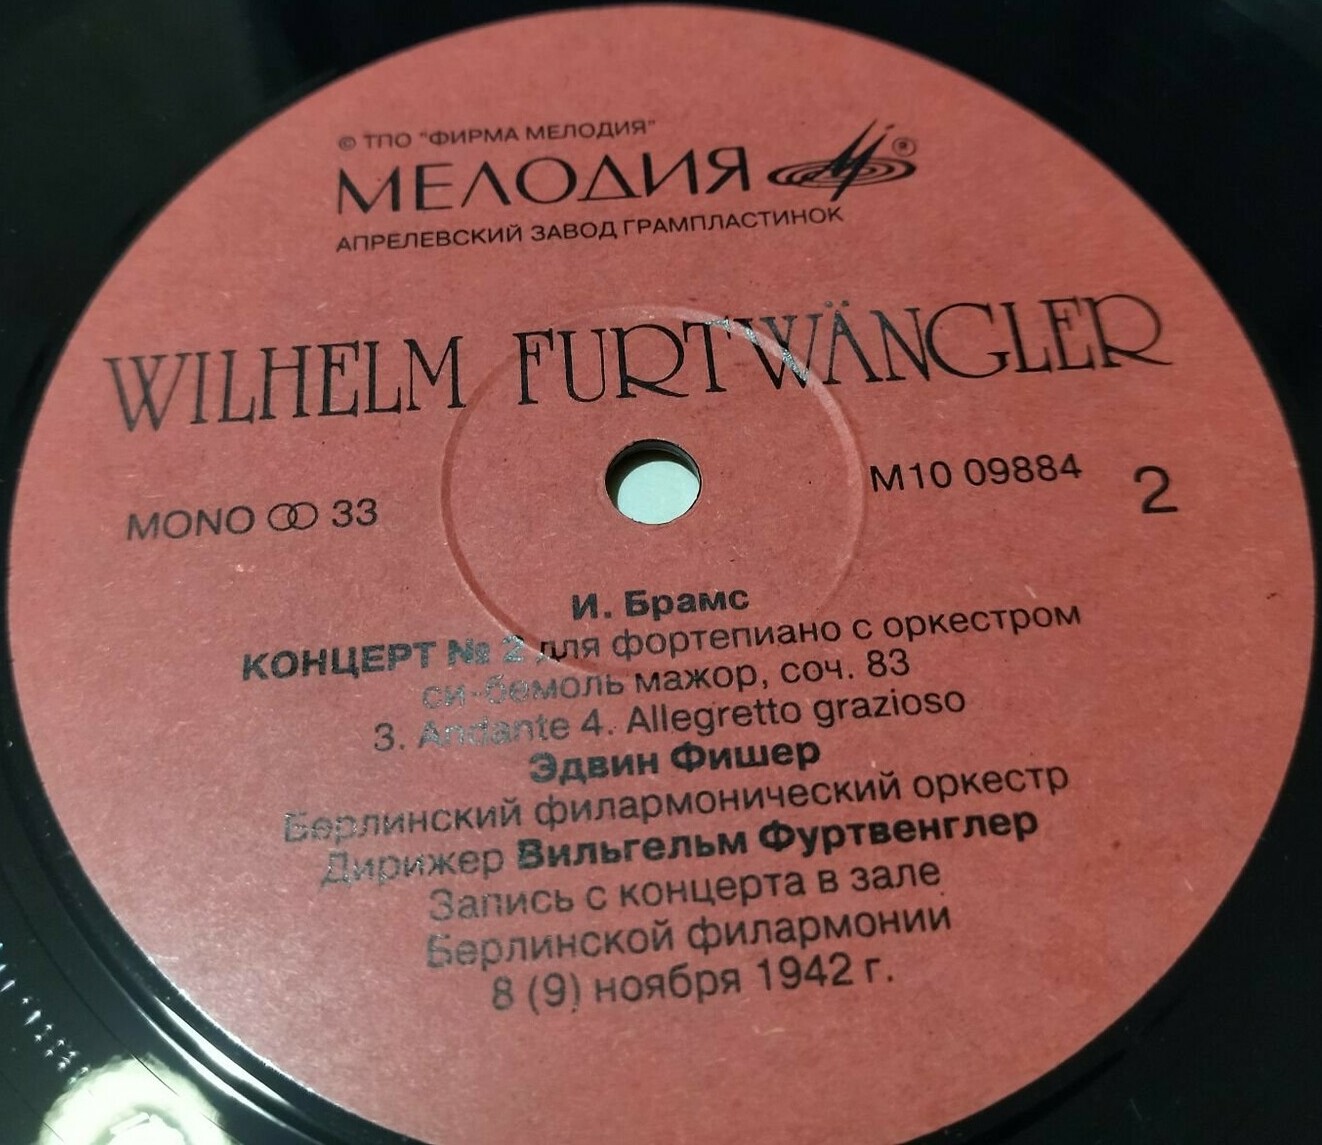 © ТПО "ФИРМА МЕЛОДИЯ"
МЕЛОДИЯ ®
АПРЕЛЕВСКИЙ ЗАВОД ГРАМПЛАСТИНОК
WILHELM FURTWÄNGLER
MONO 33
М10 09884
2
И. Брамс
КОНЦЕРТ № 2 для фортепиано с оркестром
си-бемоль мажор, соч. 83
3. Andante 4. Allegretto grazioso
Эдвин Фишер
Берлинский филармонический оркестр
Дирижер Вильгельм Фуртвенглер
Запись с концерта в зале
Берлинской филармонии
8 (9) ноября 1942 г.